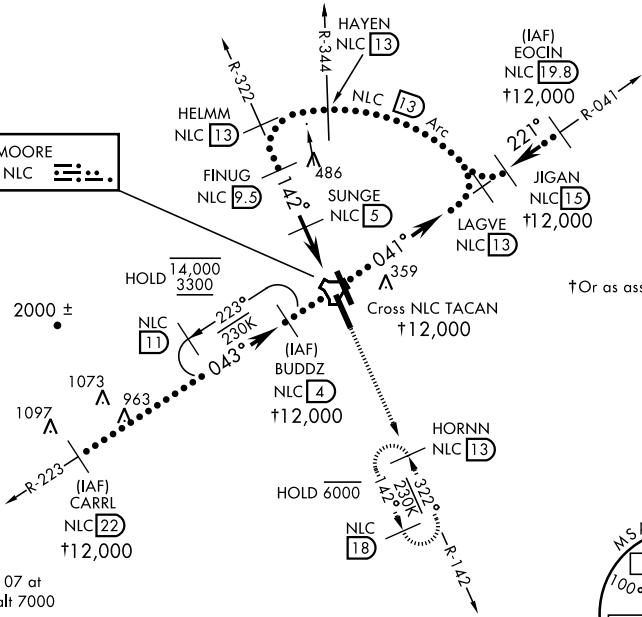 HAYEN
NLC 13
R-344
R-322
NLC 13 Arc
(IAF)
EOCIN
NLC 19.8
†12,000
R-041
221°
HELMM
NLC 13
MOORE
NLC
FINUG
NLC 9.5
486
142°
SUNGE
NLC 5
JIGAN
NLC 15
†12,000
LAGVE
NLC 13
041°
359
†Or as ass
HOLD 14,000
3300
Cross NLC TACAN
†12,000
2000 ±
NLC
11
223°
230K
043°
(IAF)
BUDDZ
NLC 4
†12,000
1073
963
1097
HORNN
NLC 13
R-223
(IAF)
CARRL
NLC 22
†12,000
HOLD 6000
142°
230K
322°
NLC
18
R-142
07 at
alt 7000
MSA
100°